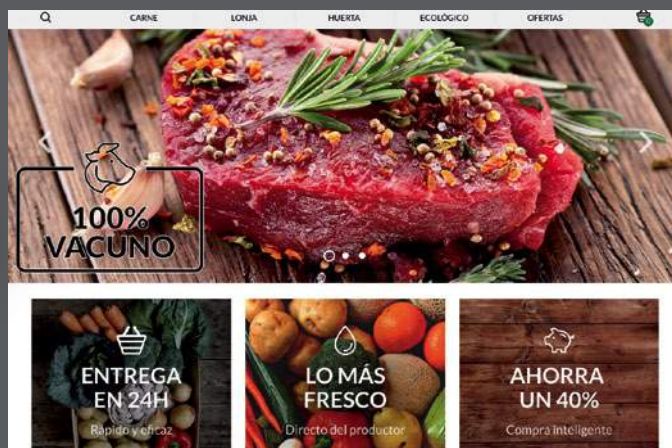 CARNE
LONJA
HUERTA
ECOLÓGICO
OFERTAS
100%
VACUNO
ENTREGA
EN 24H
Rápido y eficaz
LO MÁS
FRESCO
Directo del productor
AHORRA
UN 40%
Compra inteligente